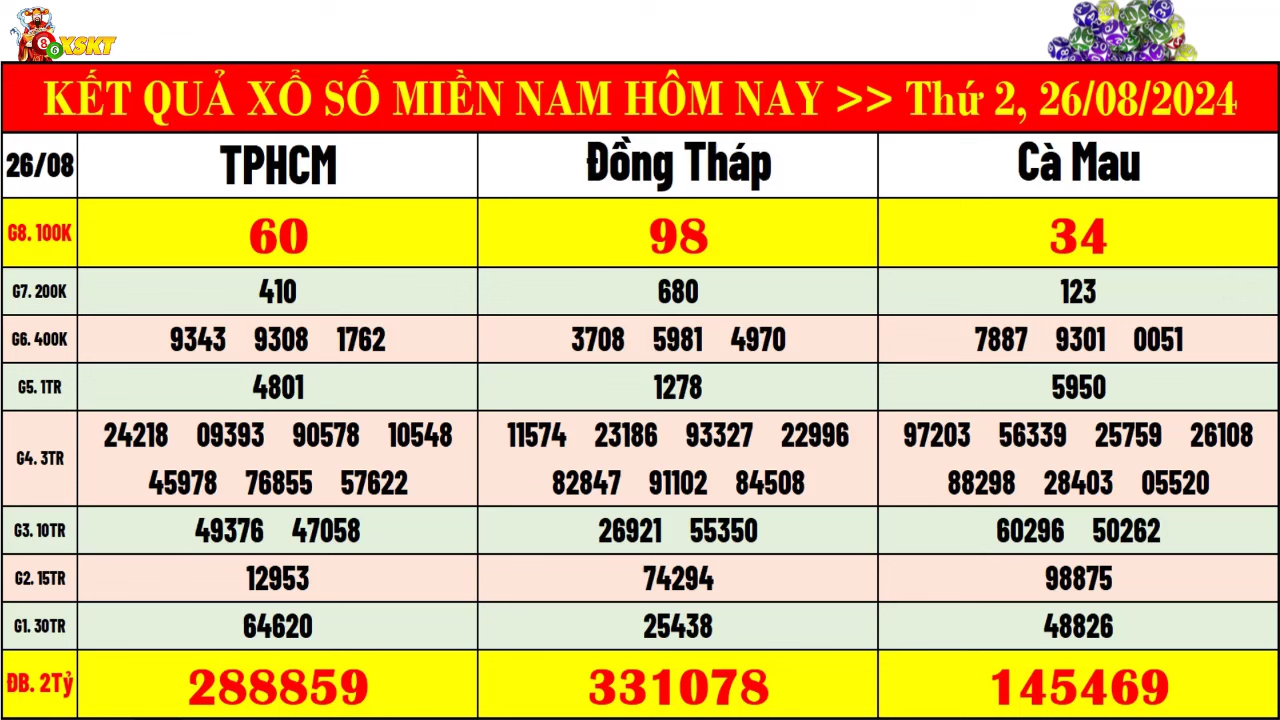 XSKT
KẾT QUẢ XỔ SỐ MIỀN NAM HÔM NAY >> Thứ 2, 26/08/2024
26/08 TPHCM Đồng Tháp Cà Mau
G8. 100K 60 98 34
G7. 200K 410 680 123
G6. 400K 9343 9308 1762 3708 5981 4970 7887 9301 0051
G5. 1TR 4801 1278 5950
G4. 3TR 24218 09393 90578 10548 11574 23186 93327 22996 97203 56339 25759 26108
45978 76855 57622 82847 91102 84508 88298 28403 05520
G3. 10TR 49376 47058 26921 55350 60296 50262
G2. 15TR 12953 74294 98875
G1. 30TR 64620 25438 48826
ĐB. 2Tỷ 288859 331078 145469